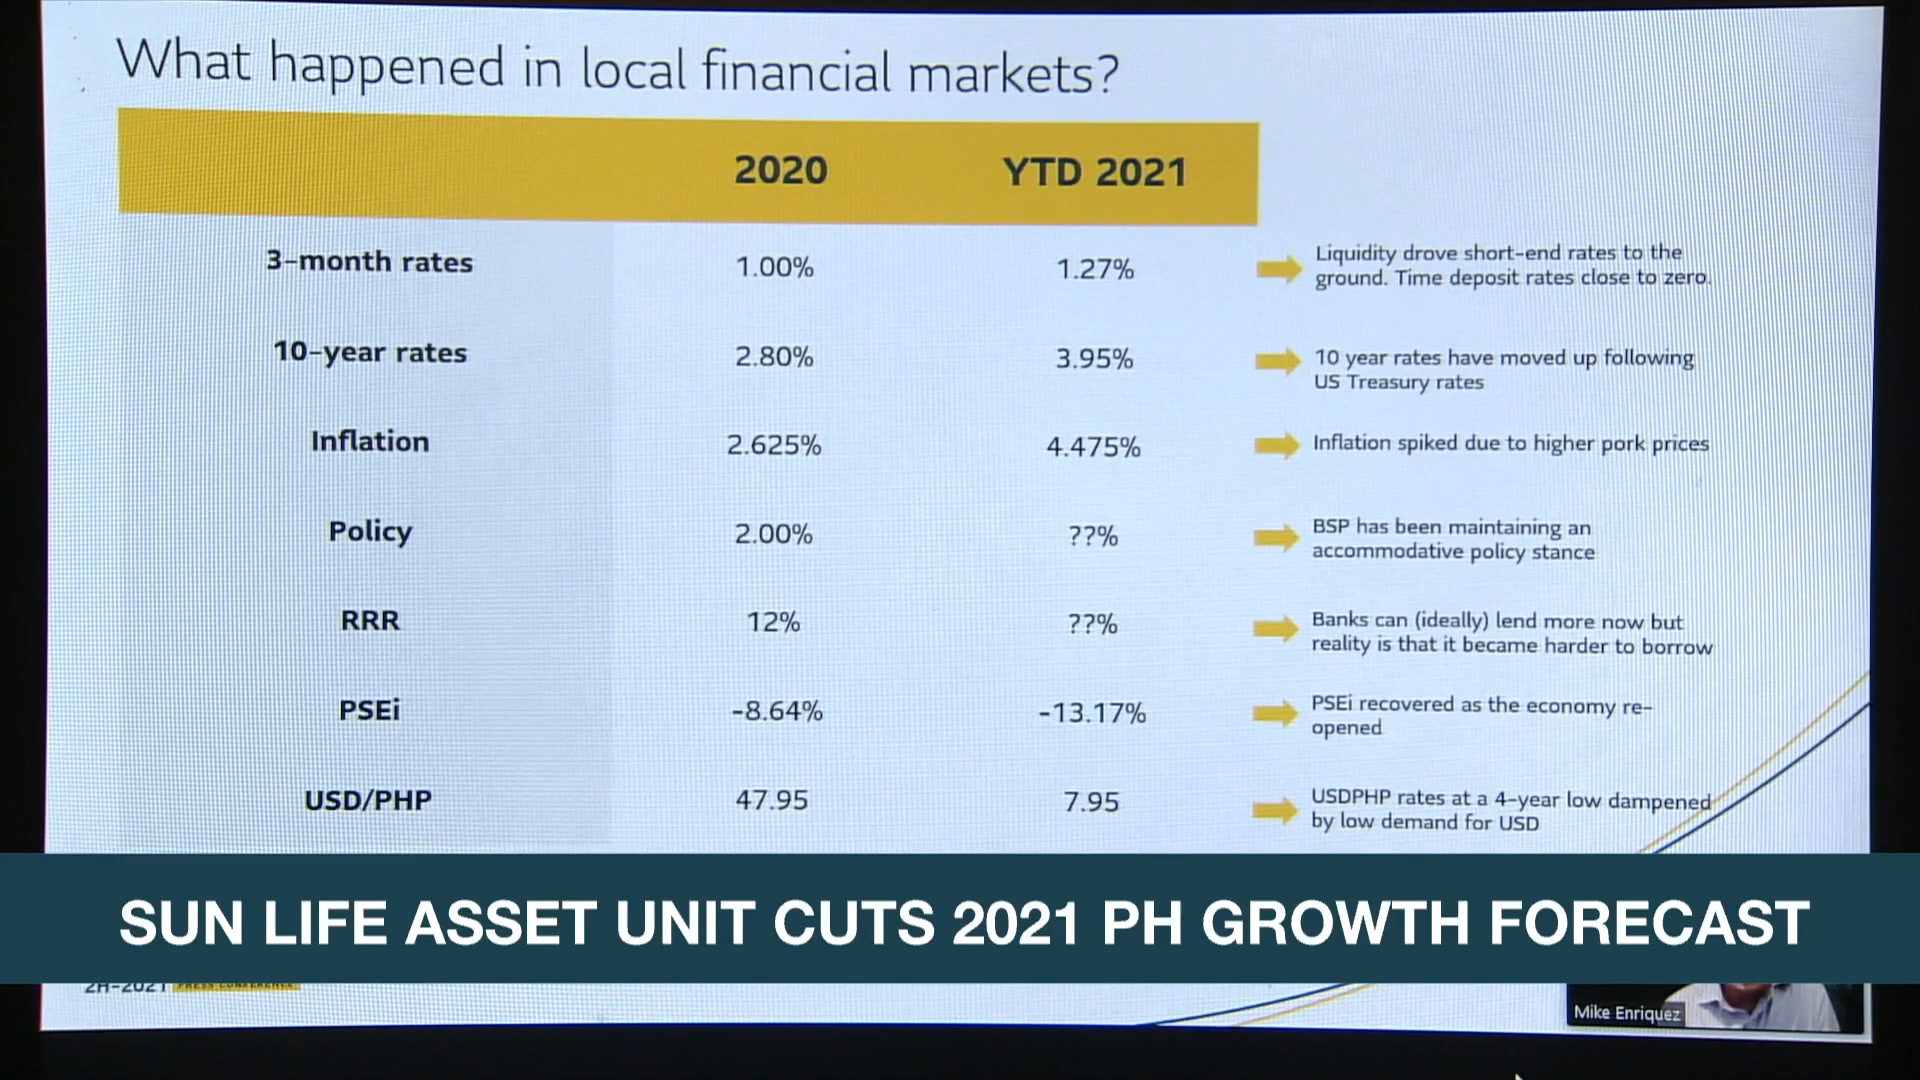 What happened in local financial markets?
2020 YTD 2021
3-month rates 1.00% 1.27% Liquidity drove short-end rates to the
ground. Time deposit rates close to zero.
10-year rates 2.80% 3.95% 10 year rates have moved up following
US Treasury rates
Inflation 2.625% 4.475% Inflation spiked due to higher pork prices
Policy 2.00% ??% BSP has been maintaining an
accommodative policy stance
RRR 12% ??% Banks can (ideally) lend more now but
reality is that it became harder to borrow
PSEi -8.64% -13.17% PSEi recovered as the economy re-
opened
USD/PHP 47.95 7.95 USDPHP rates at a 4-year low dampened
by low demand for USD
SUN LIFE ASSET UNIT CUTS 2021 PH GROWTH FORECAST
2H-2021 PRESS CONFERENCE
Mike Enriquez